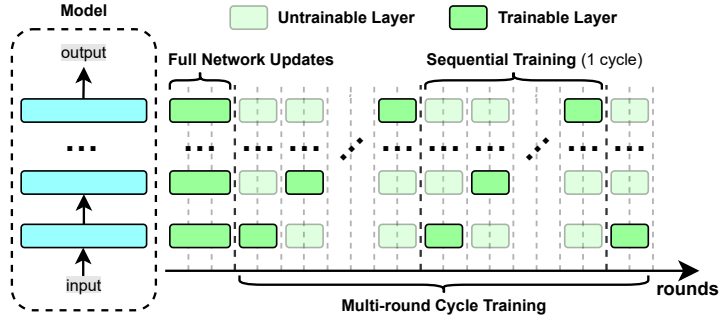 Model
Untrainable Layer
Trainable Layer
output
Full Network Updates
Sequential Training (1 cycle)
input
rounds
Multi-round Cycle Training